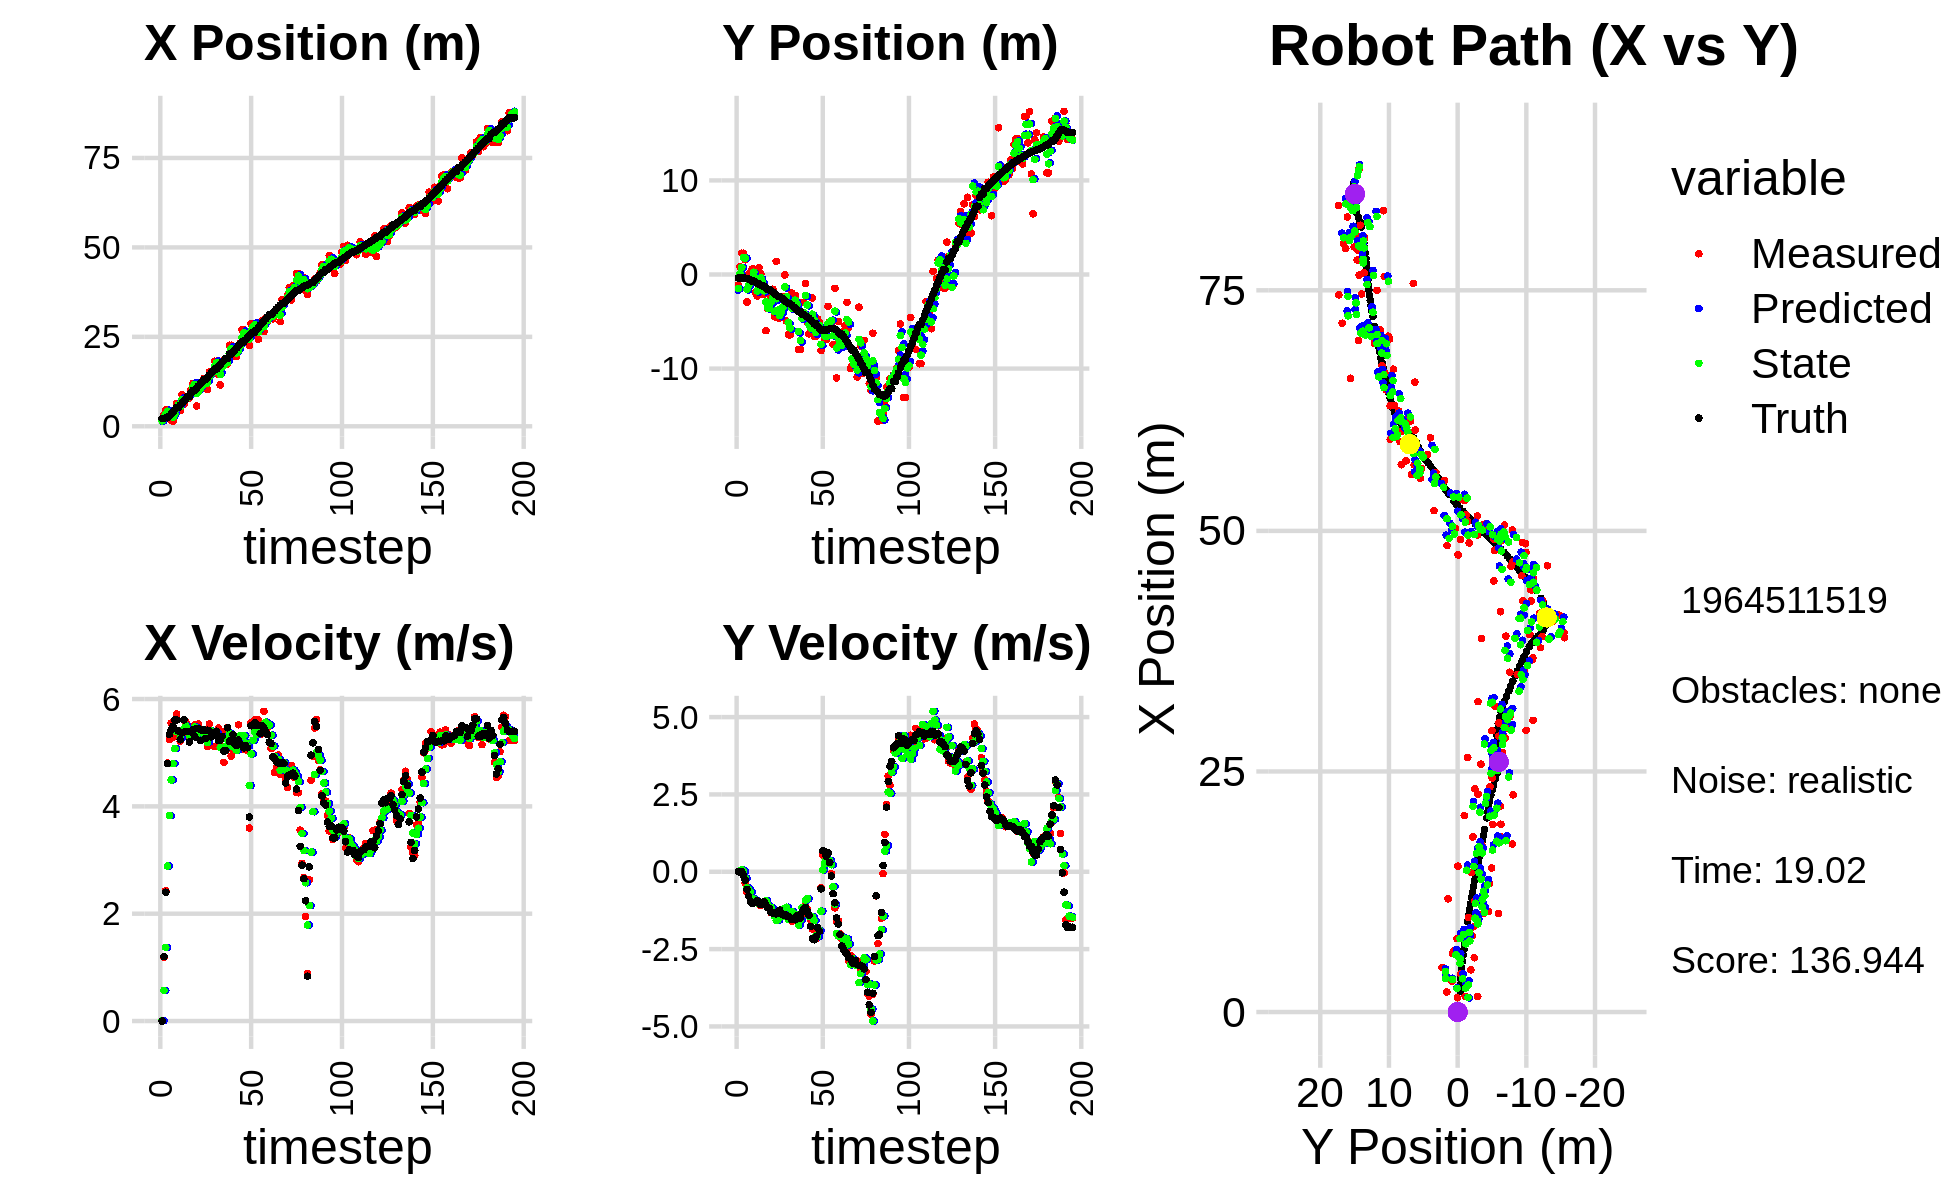 X Position (m)
75
50
25
0
0
50
100
150
200
timestep
Y Position (m)
10
0
-10
0
50
100
150
200
timestep
X Velocity (m/s)
6
4
2
0
0
50
100
150
200
timestep
Y Velocity (m/s)
5.0
2.5
0.0
-2.5
-5.0
0
50
100
150
200
timestep
Robot Path (X vs Y)
X Position (m)
75
50
25
0
20 10 0 -10 -20
Y Position (m)
variable
Measured
Predicted
State
Truth
1964511519
Obstacles: none
Noise: realistic
Time: 19.02
Score: 136.944